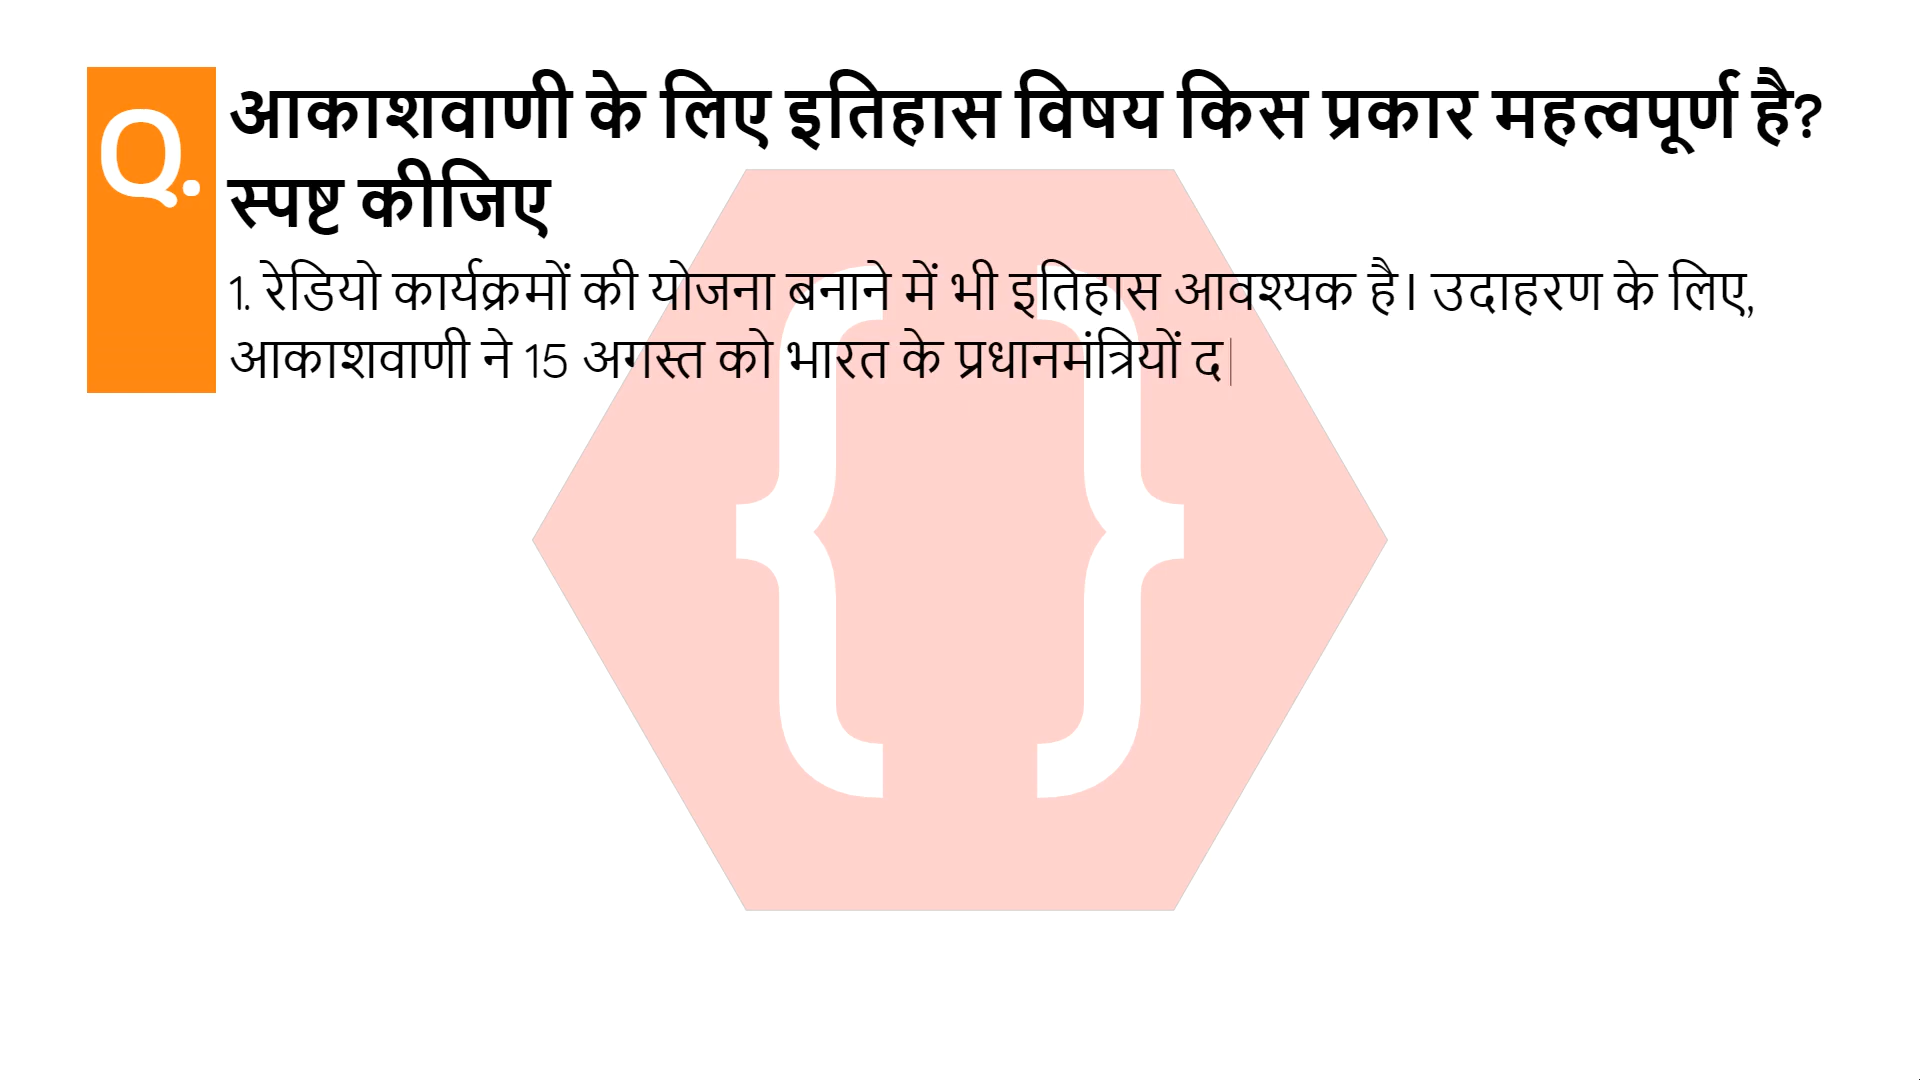 Q.
आकाशवाणी के लिए इतिहास विषय किस प्रकार महत्वपूर्ण है?
स्पष्ट कीजिए
1. रेडियो कार्यक्रमों की योजना बनाने में भी इतिहास आवश्यक है। उदाहरण के लिए,
आकाशवाणी ने 15 अगस्त को भारत के प्रधानमंत्रियों द